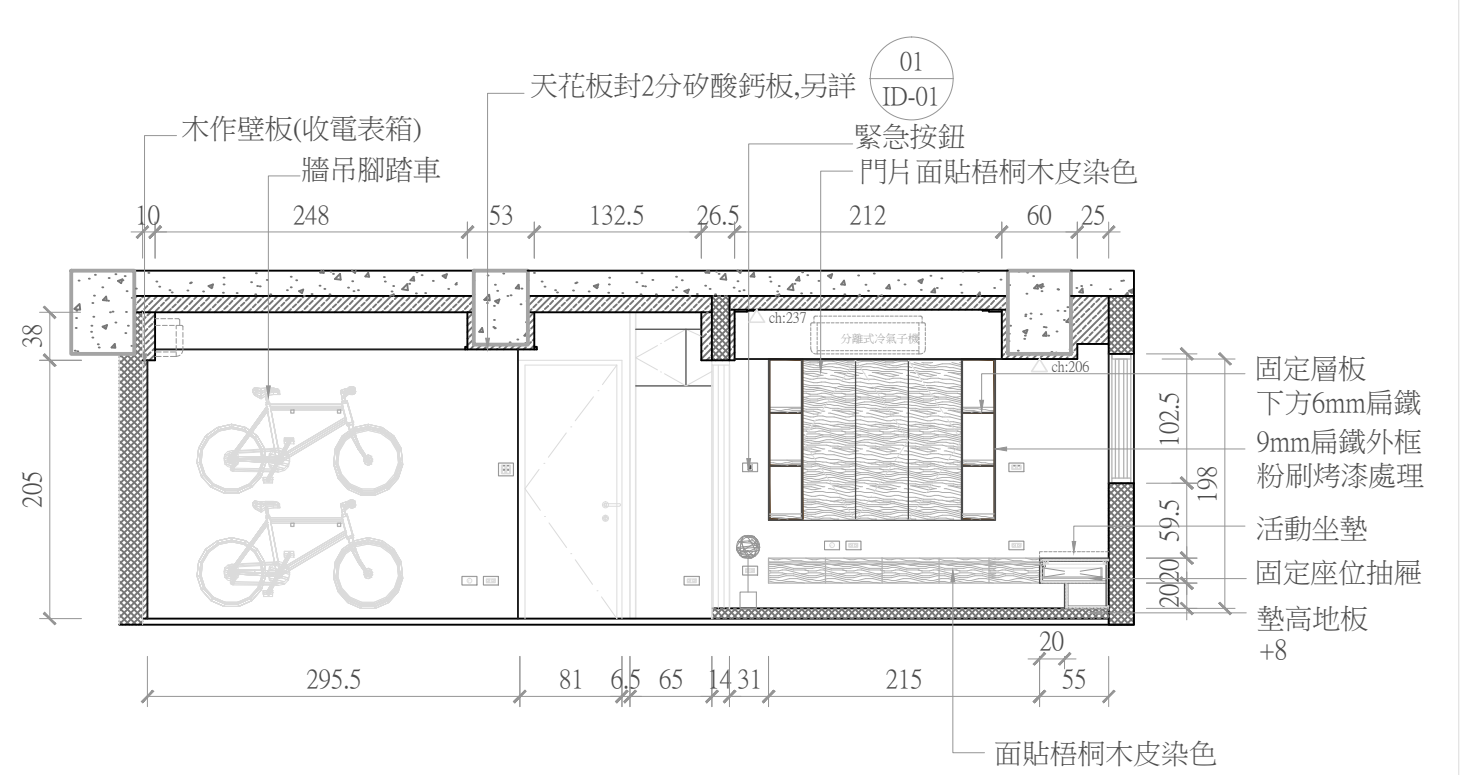 01
天花板封2分矽酸鈣板,另詳
ID-01
木作壁板(收電表箱)
緊急按鈕
牆吊腳踏車
門片面貼梧桐木皮染色
10
248
53
132.5
26.5
212
60
25
ch:237
38
分離式冷氣子機
ch:206
固定層板
下方6mm扁鐵
102.5
9mm扁鐵外框
粉刷烤漆處理
205
198
59.5
活動坐墊
20
固定座位抽屜
20
墊高地板
+8
20
295.5
81
6.5
65
14
31
215
55
面貼梧桐木皮染色